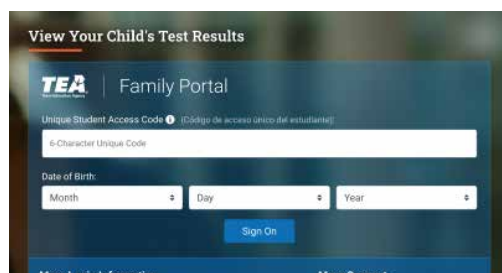 View Your Child's Test Results
TEA
Family Portal
Unique Student Access Code (Código de acceso único del estudiante):
6-Character Unique Code
Date of Birth:
Month Day Year
Sign On